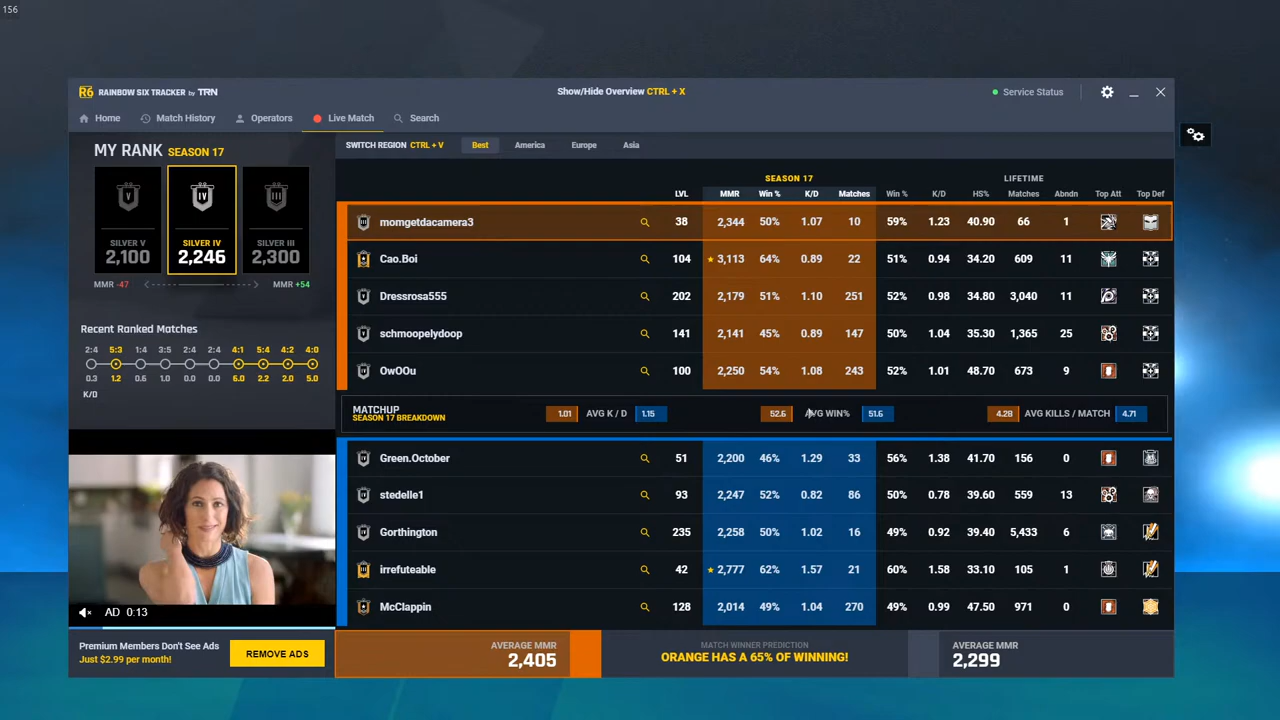 156
R6 RAINBOW SIX TRACKER by TRN
Show/Hide Overview CTRL + X
Service Status
Home Match History Operators Live Match Search
MY RANK SEASON 17
V IV III
SILVER V SILVER IV SILVER III
2,100 2,246 2,300
MMR -47 MMR +54
Recent Ranked Matches
2:4 5:3 1:4 3:5 2:4 2:4 4:1 5:4 4:2 4:0
0.3 1.2 0.6 1.0 0.0 0.0 6.0 2.2 2.0 5.0
K/D
AD 0:13
Premium Members Don't See Ads
Just $2.99 per month!
REMOVE ADS
SWITCH REGION CTRL + V Best America Europe Asia
SEASON 17 LIFETIME
LVL MMR Win % K/D Matches Win % K/D HS% Matches Abndn Top Att Top Def
momgetdacamera3 38 2,344 50% 1.07 10 59% 1.23 40.90 66 1
Cao.Boi 104 3,113 64% 0.89 22 51% 0.94 34.20 609 11
Dressrosa555 202 2,179 51% 1.10 251 52% 0.98 34.80 3,040 11
schmoopelydoop 141 2,141 45% 0.89 147 50% 1.04 35.30 1,365 25
OwOOu 100 2,250 54% 1.08 243 52% 1.01 48.70 673 9
MATCHUP
SEASON 17 BREAKDOWN
1.01 AVG K / D 1.15 52.6 AVG WIN% 51.6 4.28 AVG KILLS / MATCH 4.71
Green.October 51 2,200 46% 1.29 33 56% 1.38 41.70 156 0
stedelle1 93 2,247 52% 0.82 86 50% 0.78 39.60 559 13
Gorthington 235 2,258 50% 1.02 16 49% 0.92 39.40 5,433 6
irrefuteable 42 2,777 62% 1.57 21 60% 1.58 33.10 105 1
McClappin 128 2,014 49% 1.04 270 49% 0.99 47.50 971 0
AVERAGE MMR
2,405
MATCH WINNER PREDICTION
ORANGE HAS A 65% OF WINNING!
AVERAGE MMR
2,299